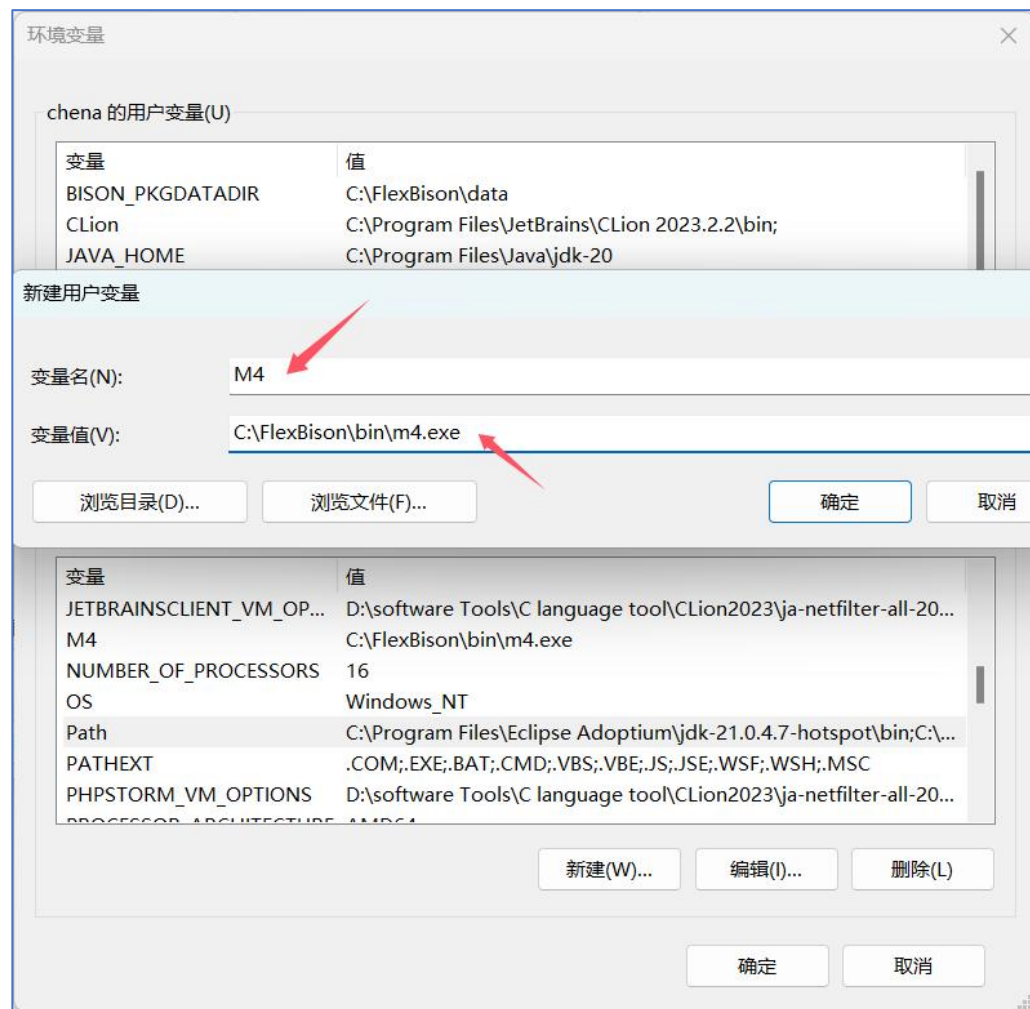 环境变量
chena 的用户变量(U)
变量 值
BISON_PKGDATADIR C:\FlexBison\data
CLion C:\Program Files\JetBrains\CLion 2023.2.2\bin;
JAVA_HOME C:\Program Files\Java\jdk-20
新建用户变量
变量名(N): M4
变量值(V): C:\FlexBison\bin\m4.exe
浏览目录(D)... 浏览文件(F)... 确定 取消
变量 值
JETBRAINSCLIENT_VM_OP... D:\software Tools\C language tool\CLion2023\ja-netfilter-all-20...
M4 C:\FlexBison\bin\m4.exe
NUMBER_OF_PROCESSORS 16
OS Windows_NT
Path C:\Program Files\Eclipse Adoptium\jdk-21.0.4.7-hotspot\bin;C:\...
PATHEXT .COM;.EXE;.BAT;.CMD;.VBS;.VBE;.JS;.JSE;.WSF;.WSH;.MSC
PHPSTORM_VM_OPTIONS D:\software Tools\C language tool\CLion2023\ja-netfilter-all-20...
PROCESSOR_ARCHITECTURE AMD64
新建(W)... 编辑(I)... 删除(L)
确定 取消